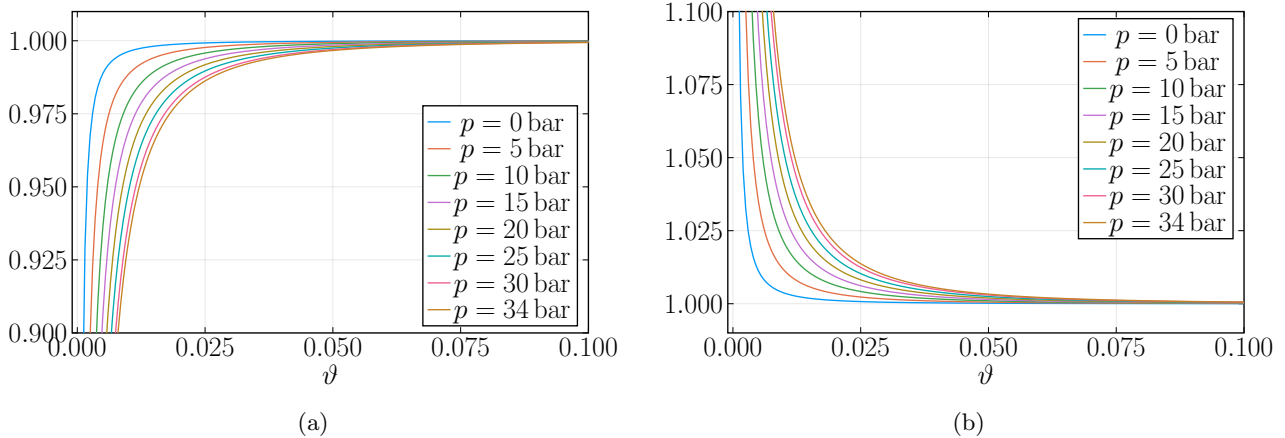 1.000
0.975
0.950
0.925
0.900
0.000 0.025 0.050 0.075 0.100
ϑ
p = 0 bar
p = 5 bar
p = 10 bar
p = 15 bar
p = 20 bar
p = 25 bar
p = 30 bar
p = 34 bar
(a)
1.100
1.075
1.050
1.025
1.000
0.000 0.025 0.050 0.075 0.100
ϑ
p = 0 bar
p = 5 bar
p = 10 bar
p = 15 bar
p = 20 bar
p = 25 bar
p = 30 bar
p = 34 bar
(b)